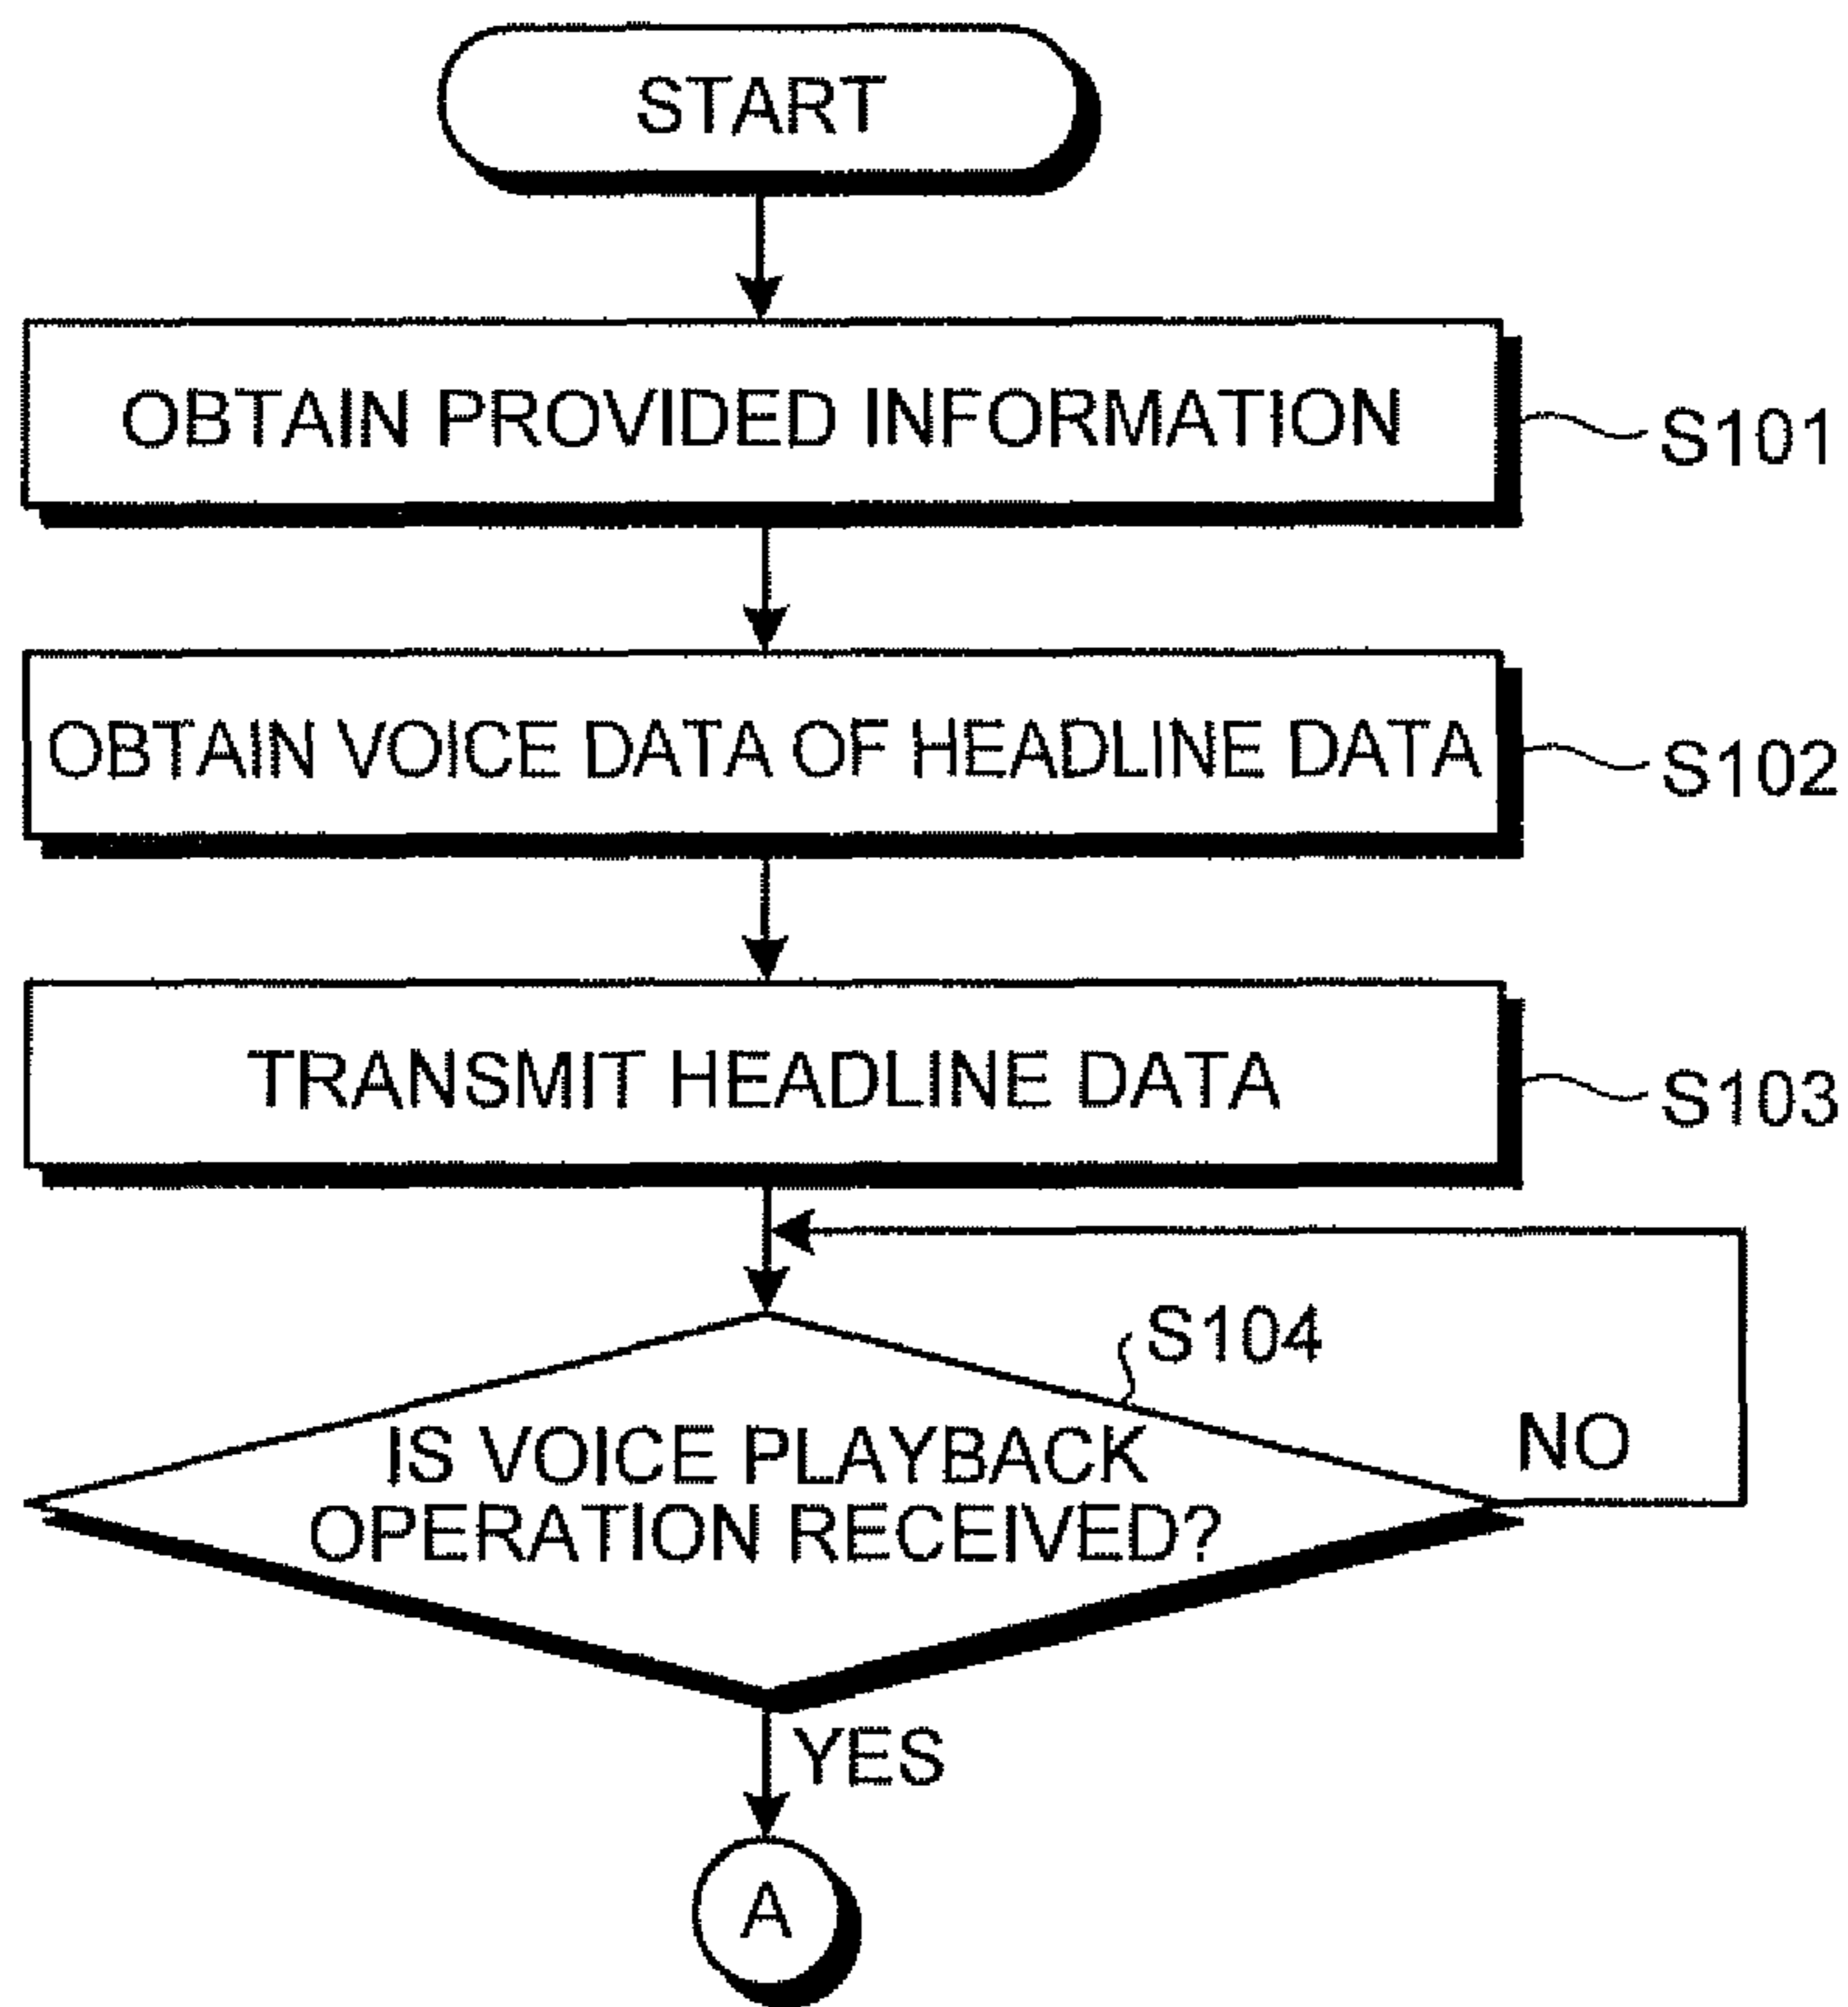 START
OBTAIN PROVIDED INFORMATION
S101
OBTAIN VOICE DATA OF HEADLINE DATA
S102
TRANSMIT HEADLINE DATA
S103
S104
IS VOICE PLAYBACK
OPERATION RECEIVED?
NO
YES
A